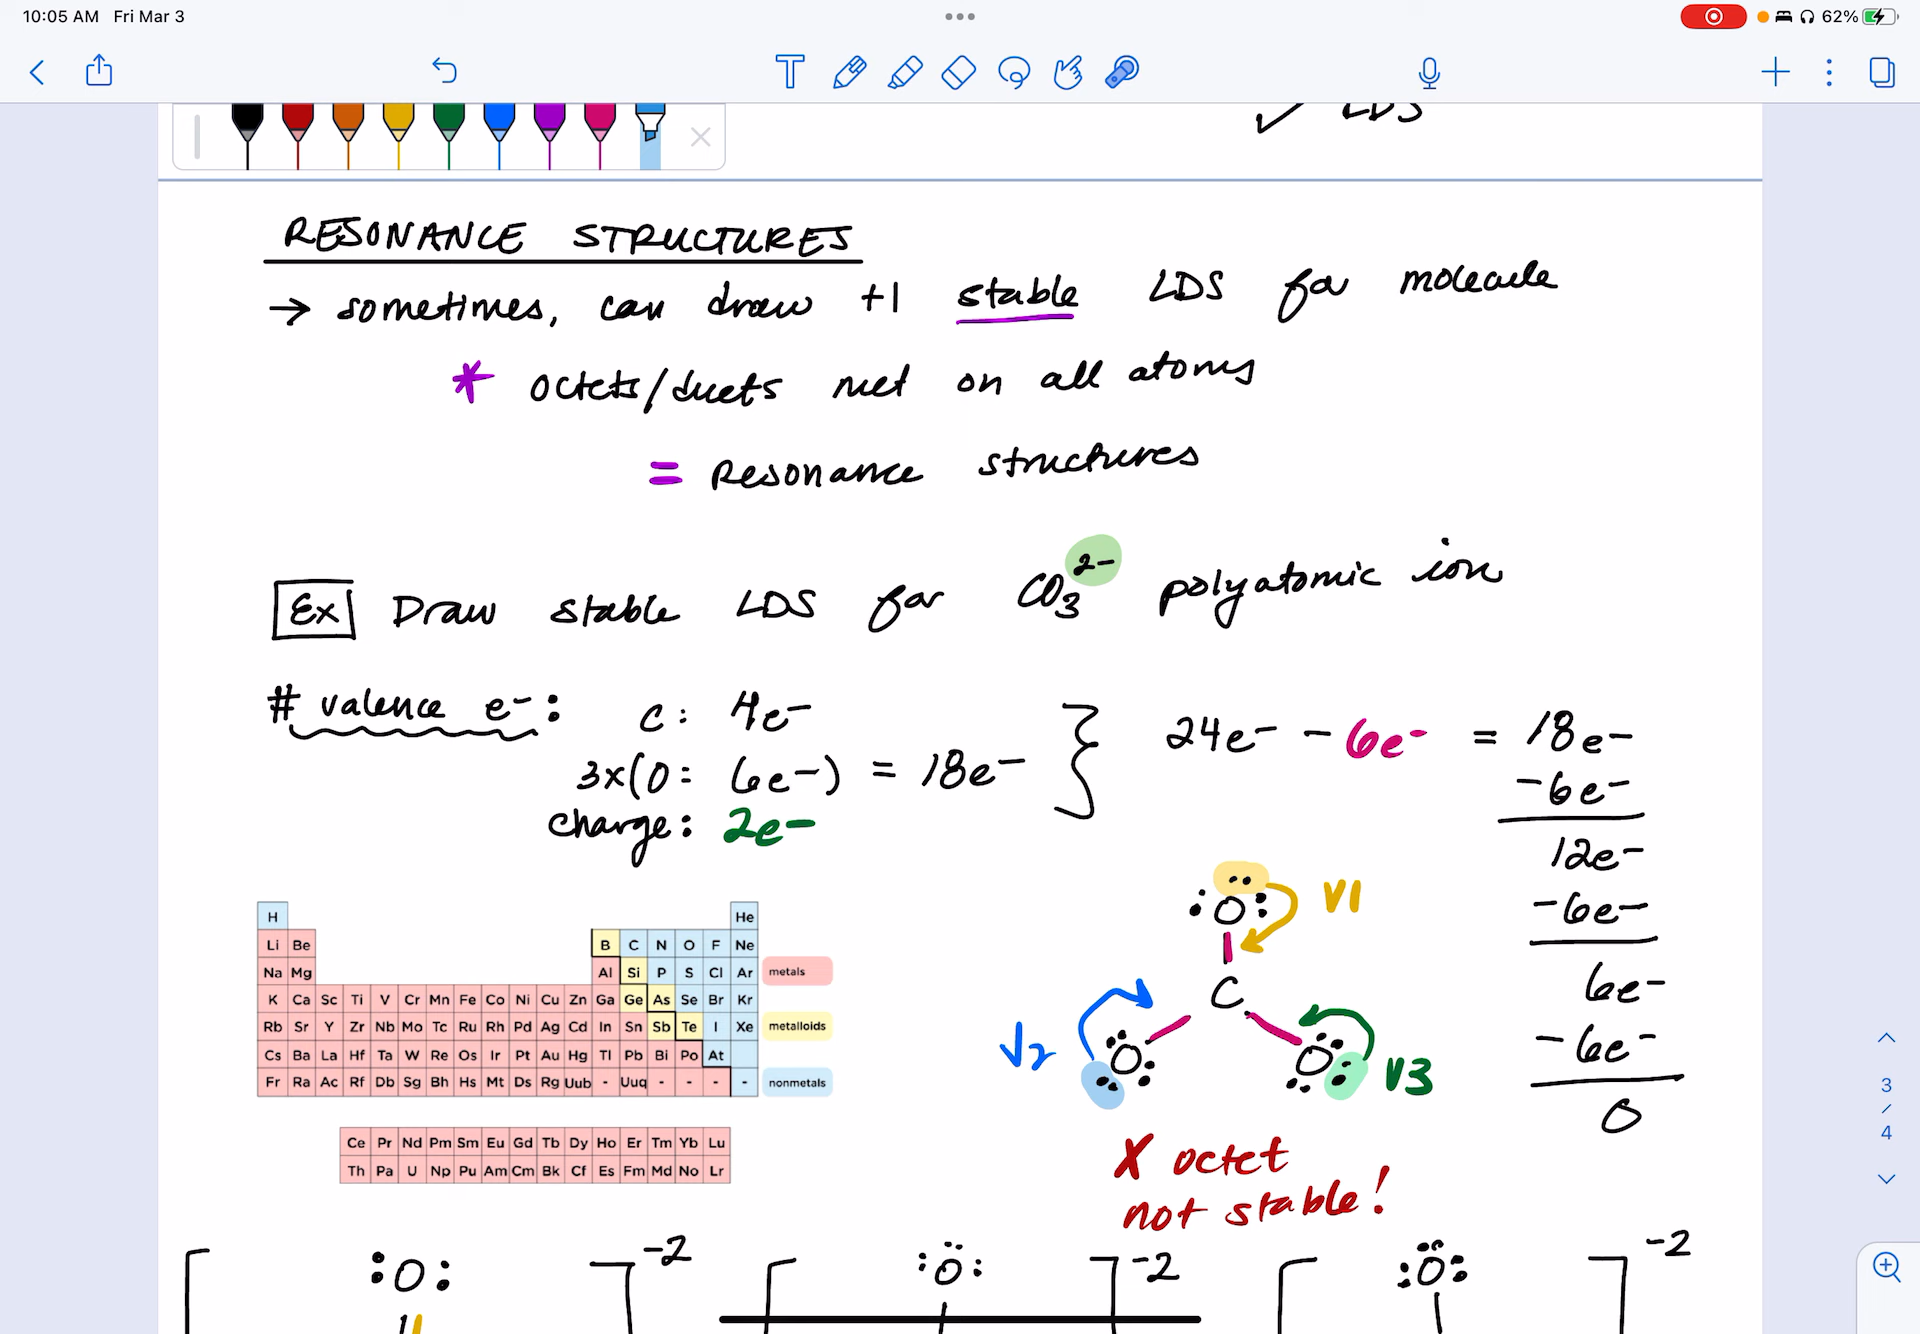 10:05 AM Fri Mar 3
62%
✓ LDS
RESONANCE STRUCTURES
→ sometimes, can draw +1 stable LDS for molecule
* octets/duets met on all atoms
= Resonance structures
Ex Draw stable LDS for CO₃²⁻ polyatomic ion
# valence e⁻: C: 4e⁻
3x(O: 6e⁻) = 18e⁻
charge: 2e⁻
} 24e⁻ - 6e⁻ = 18e⁻
-6e⁻
12e⁻
-6e⁻
6e⁻
-6e⁻
0
H He
Li Be B C N O F Ne
Na Mg Al Si P S Cl Ar metals
K Ca Sc Ti V Cr Mn Fe Co Ni Cu Zn Ga Ge As Se Br Kr
Rb Sr Y Zr Nb Mo Tc Ru Rh Pd Ag Cd In Sn Sb Te I Xe metalloids
Cs Ba La Hf Ta W Re Os Ir Pt Au Hg Tl Pb Bi Po At
Fr Ra Ac Rf Db Sg Bh Hs Mt Ds Rg Uub - Uuq - - - - nonmetals
Ce Pr Nd Pm Sm Eu Gd Tb Dy Ho Er Tm Yb Lu
Th Pa U Np Pu Am Cm Bk Cf Es Fm Md No Lr
O V1
C
V2 O O V3
X octet
not stable!
3
/
4
[ :O: ]-2 [ :O: ]-2 [ :O: ]-2